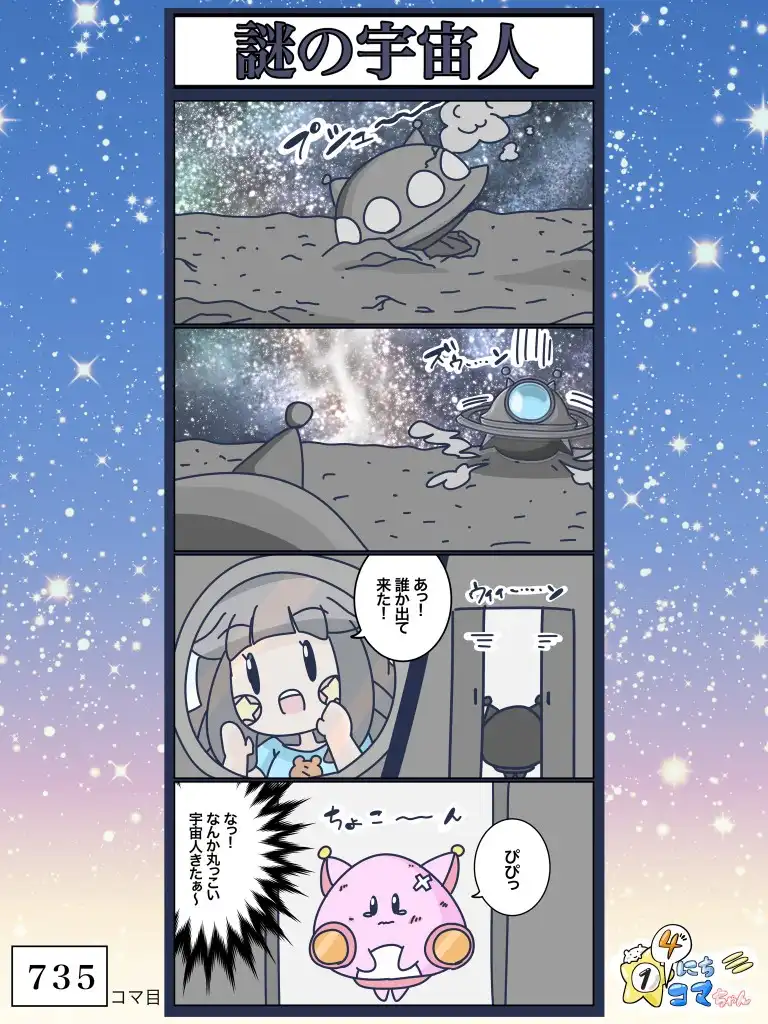 謎の宇宙人
プシューー
ズゥ……ン
あっ！
誰か出て
来た！
ウィィ………ン
ちょこ〜〜ん
ぴぴっ
なっ！
なんか丸っこい
宇宙人きたぁ〜
735
コマ目
1
にち
4
コマ
ちゃん